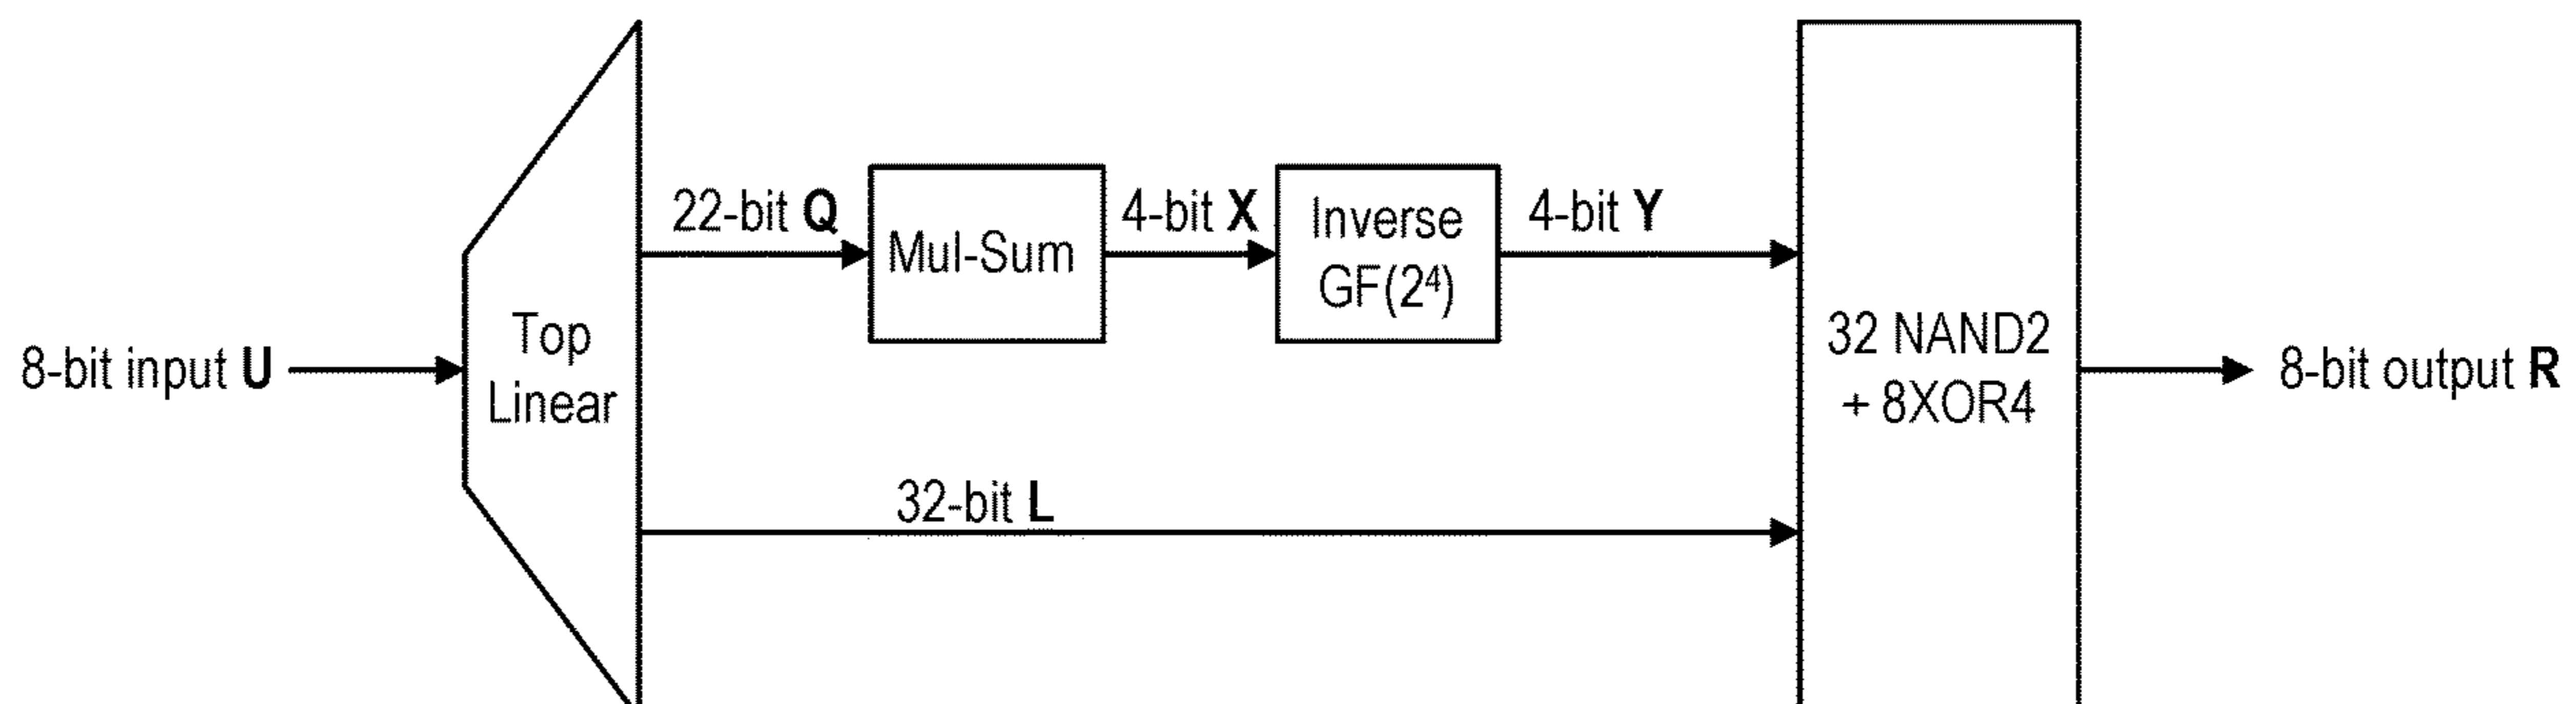 8-bit input U
Top
Linear
22-bit Q
Mul-Sum
4-bit X
Inverse
GF(2⁴)
4-bit Y
32-bit L
32 NAND2
+ 8XOR4
8-bit output R